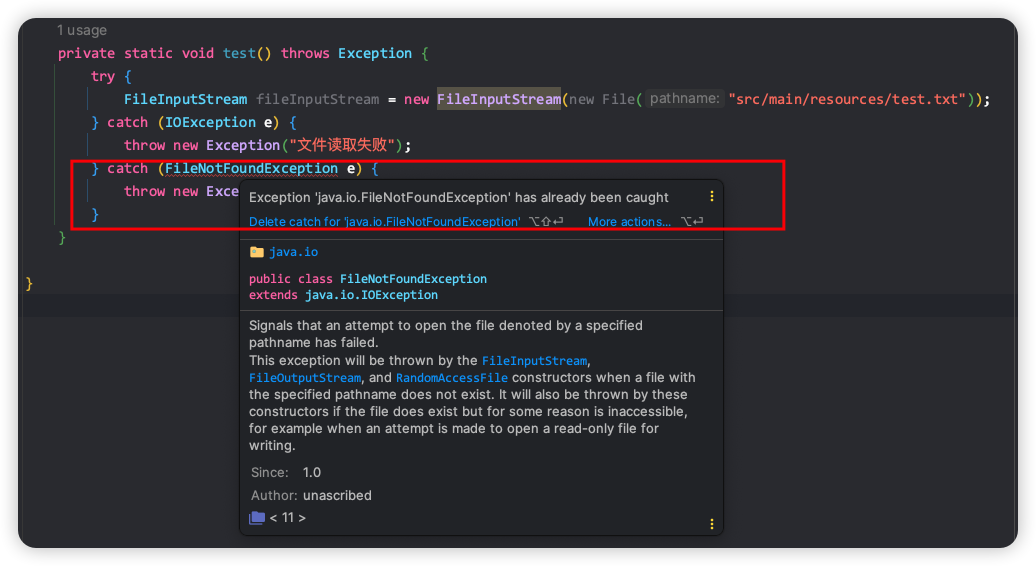 1 usage
private static void test() throws Exception {
try {
FileInputStream fileInputStream = new FileInputStream(new File( pathname: "src/main/resources/test.txt"));
} catch (IOException e) {
throw new Exception("文件读取失败");
} catch (FileNotFoundException e) {
throw new Exce
}
}
}
Exception 'java.io.FileNotFoundException' has already been caught
Delete catch for 'java.io.FileNotFoundException' ⌥⇧⏎ More actions... ⌥⏎
java.io
public class FileNotFoundException
extends java.io.IOException
Signals that an attempt to open the file denoted by a specified
pathname has failed.
This exception will be thrown by the FileInputStream,
FileOutputStream, and RandomAccessFile constructors when a file with
the specified pathname does not exist. It will also be thrown by these
constructors if the file does exist but for some reason is inaccessible,
for example when an attempt is made to open a read-only file for
writing.
Since: 1.0
Author: unascribed
< 11 >